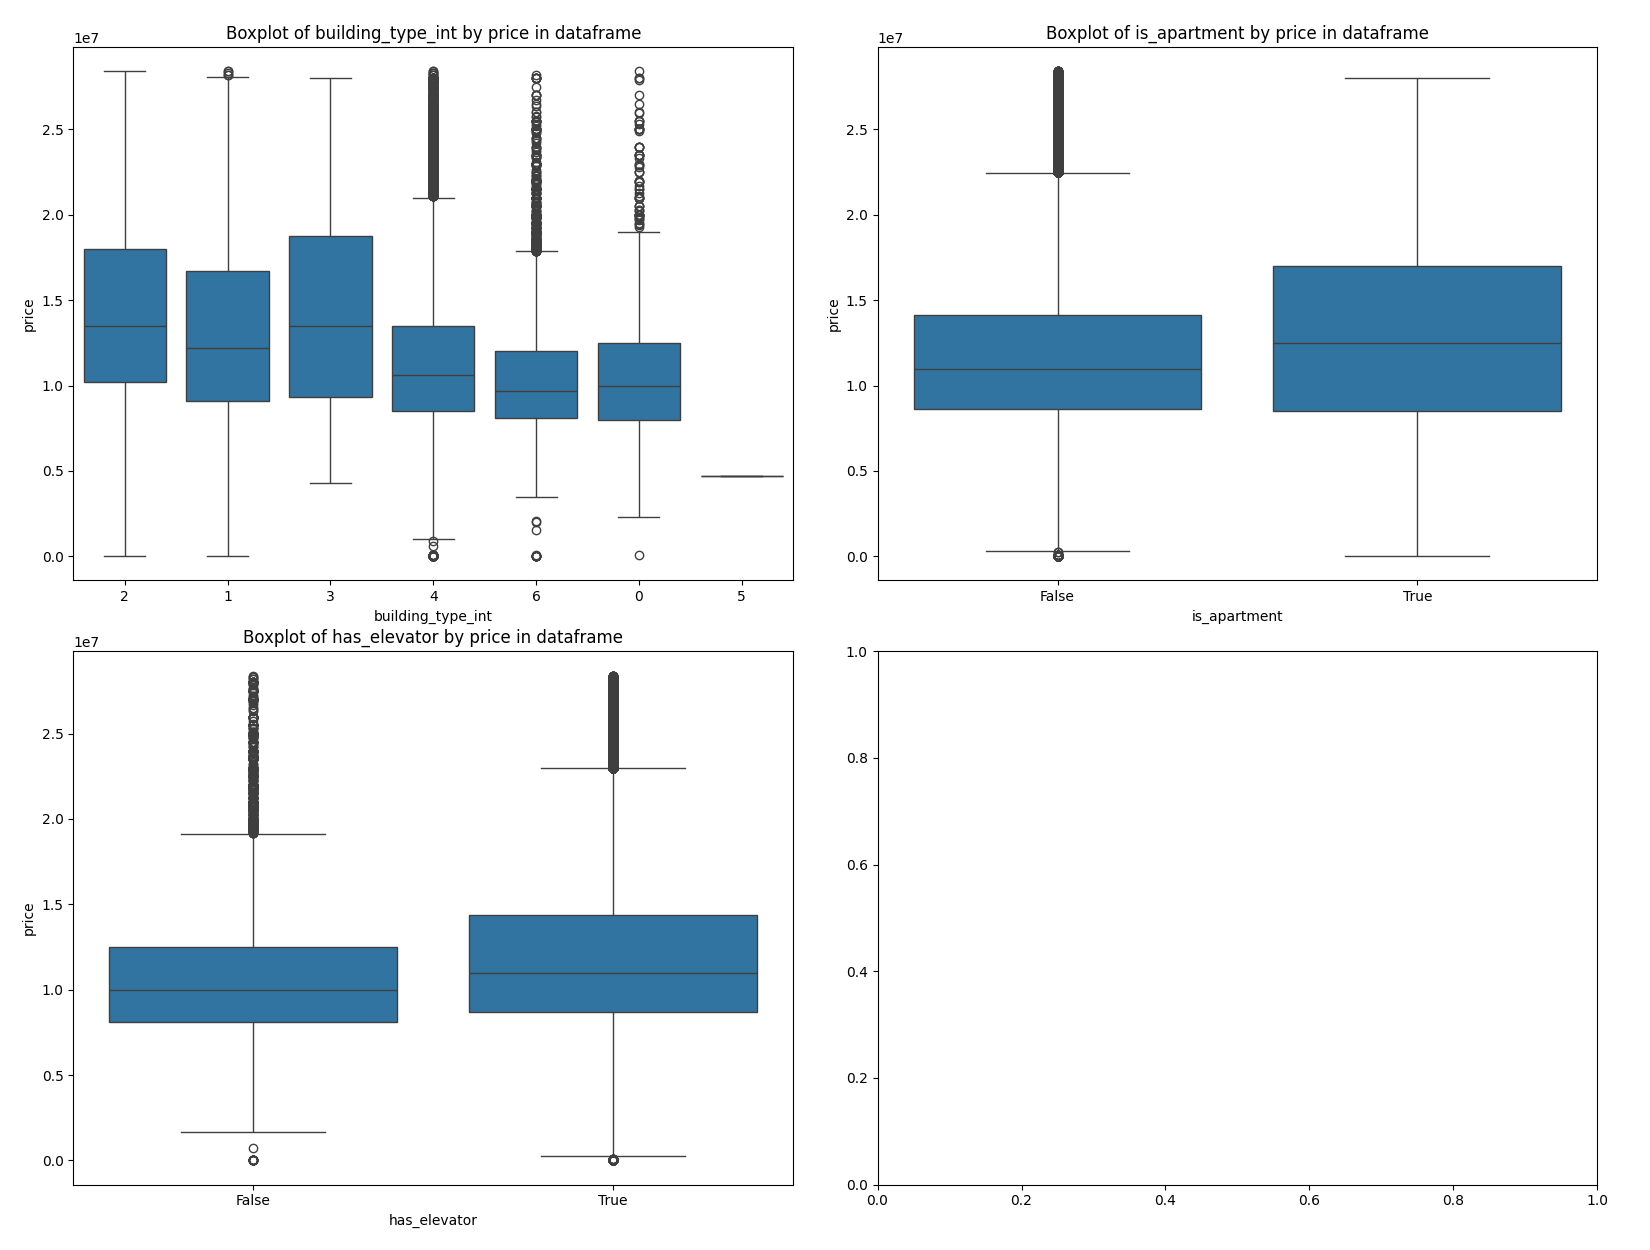 Boxplot of building_type_int by price in dataframe
1e7
2.5
2.0
1.5
1.0
0.5
0.0
price
2 1 3 4 6 0 5
building_type_int
Boxplot of is_apartment by price in dataframe
1e7
2.5
2.0
1.5
1.0
0.5
0.0
price
False True
is_apartment
Boxplot of has_elevator by price in dataframe
1e7
2.5
2.0
1.5
1.0
0.5
0.0
price
False True
has_elevator
1.0
0.8
0.6
0.4
0.2
0.0
0.0 0.2 0.4 0.6 0.8 1.0